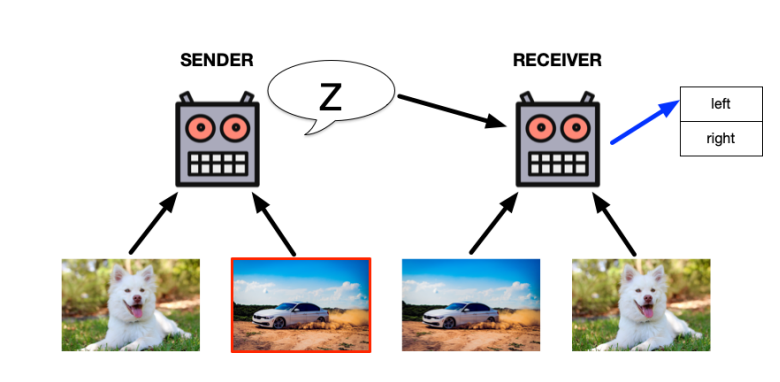 SENDER
RECEIVER
z
left
right